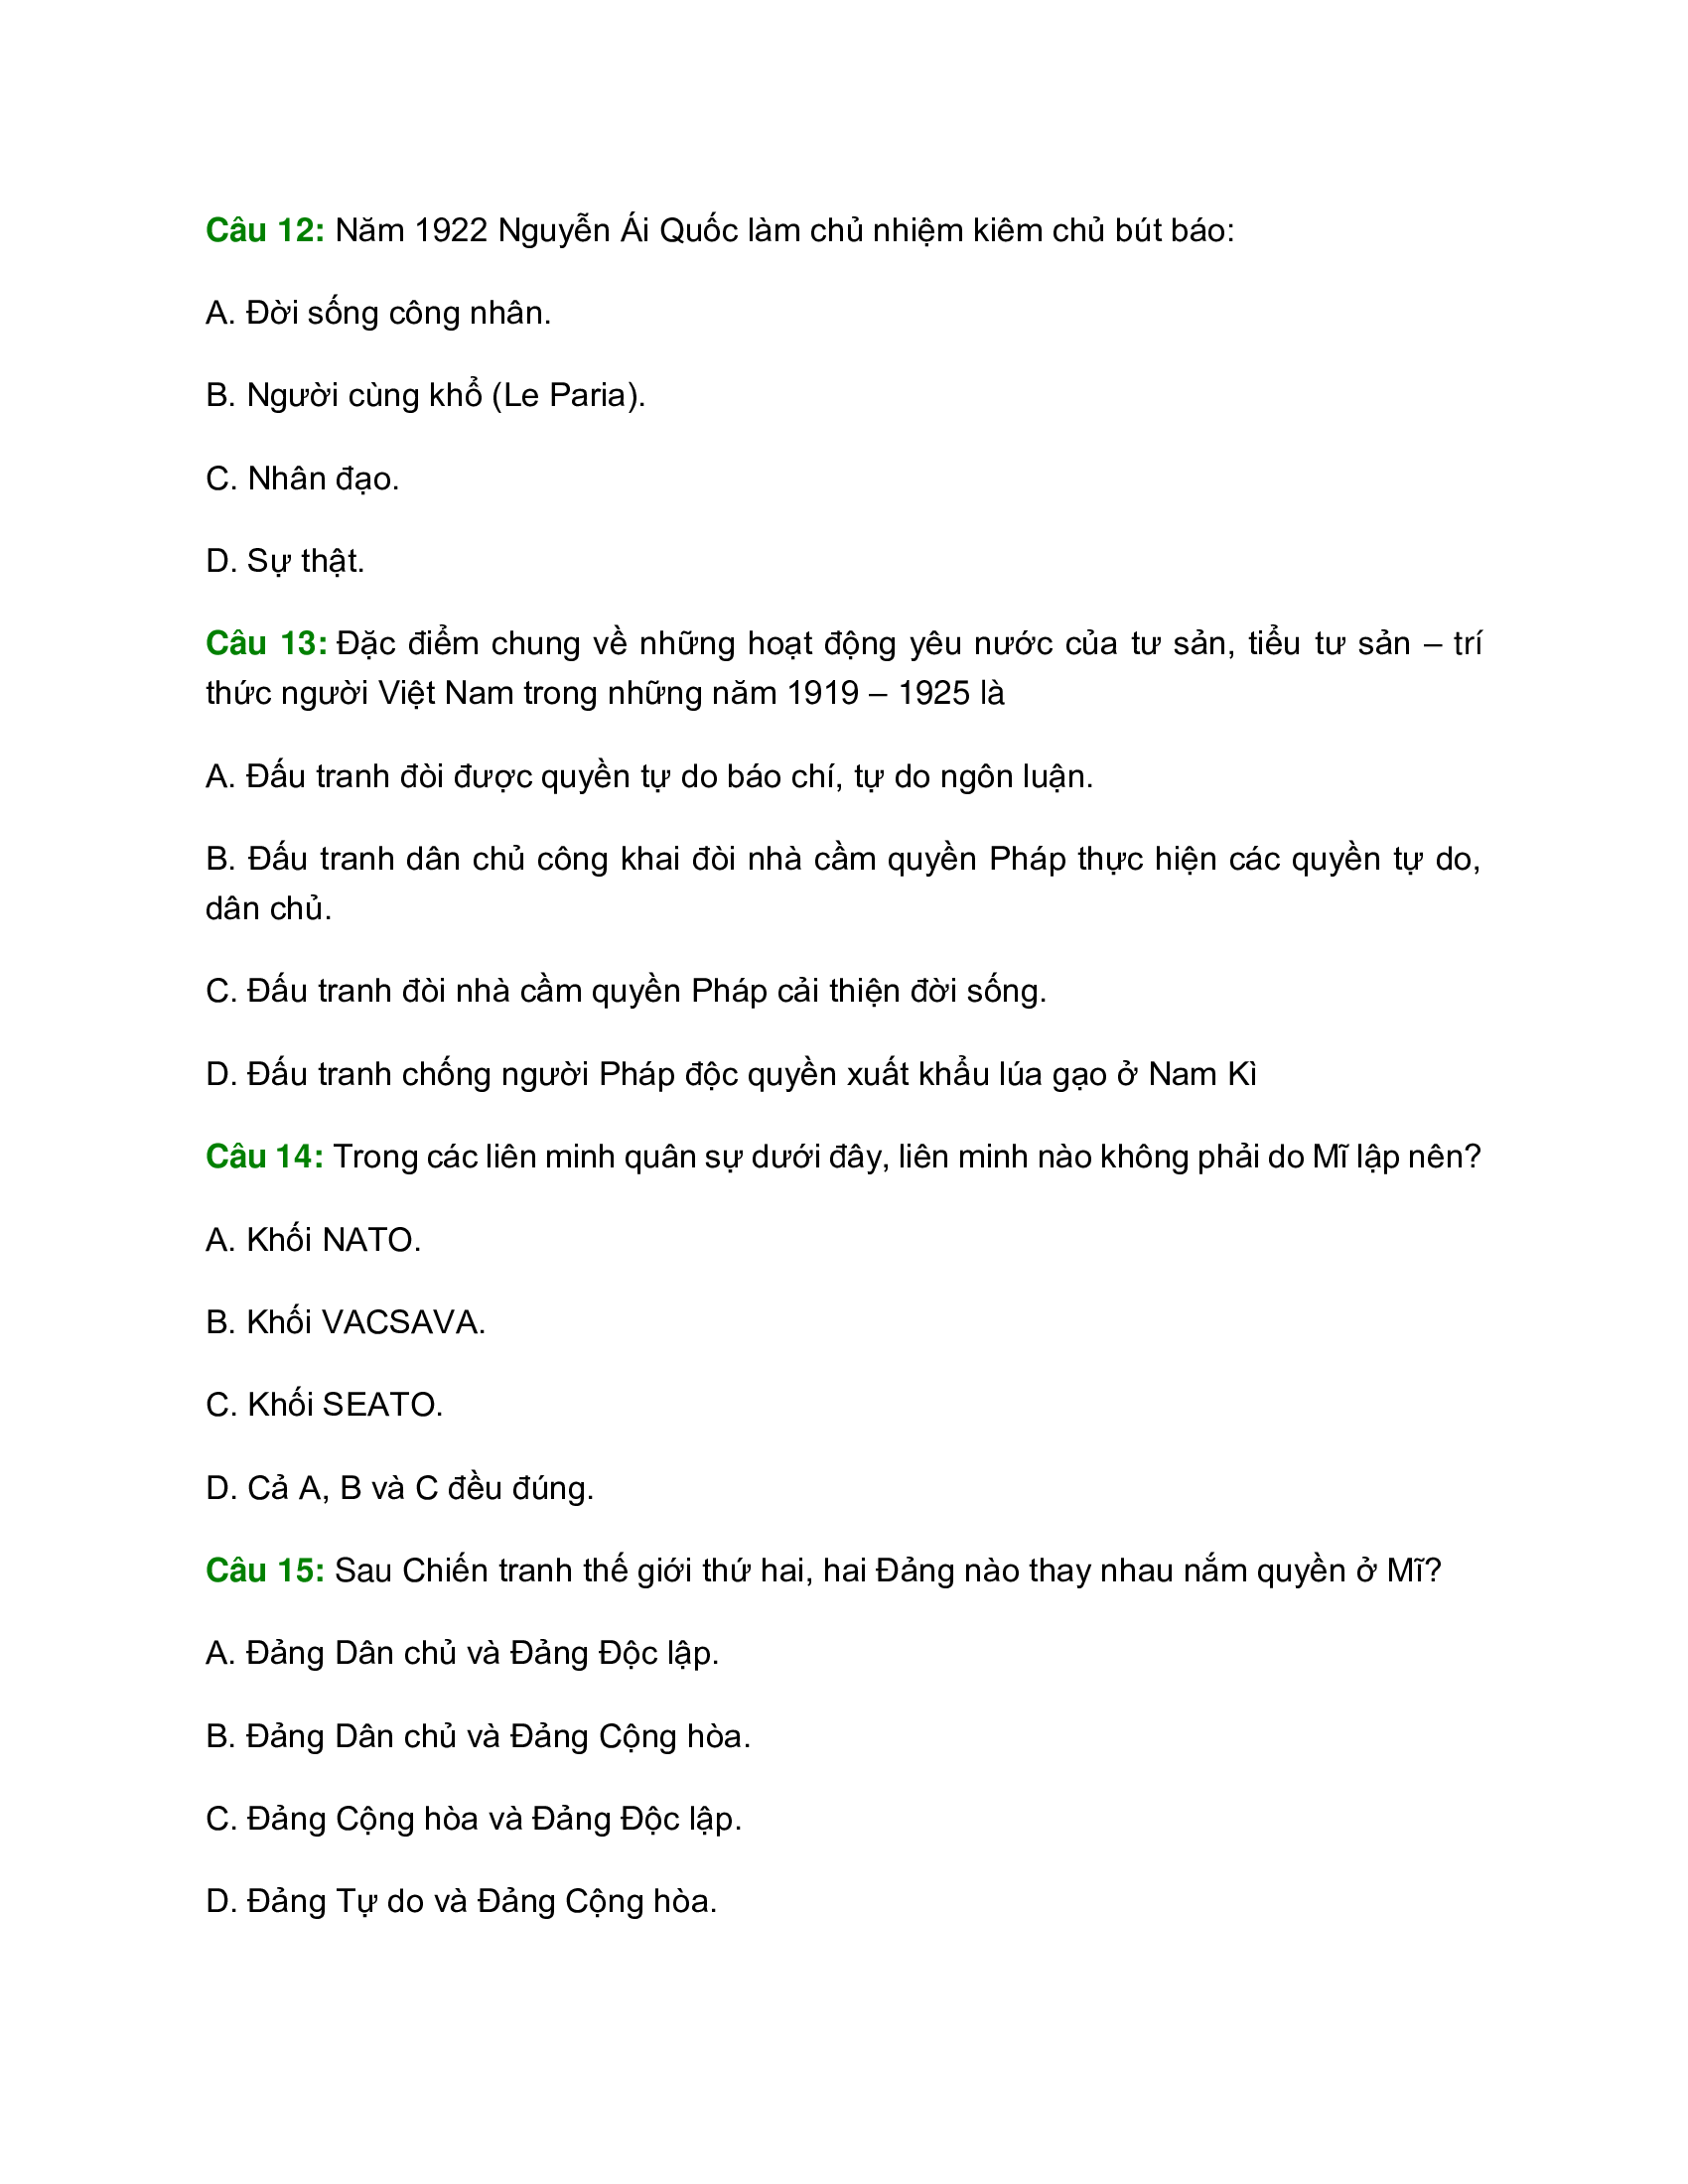 Câu 12: Năm 1922 Nguyễn Ái Quốc làm chủ nhiệm kiêm chủ bút báo:
A. Đời sống công nhân.
B. Người cùng khổ (Le Paria).
C. Nhân đạo.
D. Sự thật.
Câu 13: Đặc điểm chung về những hoạt động yêu nước của tư sản, tiểu tư sản – trí
thức người Việt Nam trong những năm 1919 – 1925 là
A. Đấu tranh đòi được quyền tự do báo chí, tự do ngôn luận.
B. Đấu tranh dân chủ công khai đòi nhà cầm quyền Pháp thực hiện các quyền tự do,
dân chủ.
C. Đấu tranh đòi nhà cầm quyền Pháp cải thiện đời sống.
D. Đấu tranh chống người Pháp độc quyền xuất khẩu lúa gạo ở Nam Kì
Câu 14: Trong các liên minh quân sự dưới đây, liên minh nào không phải do Mĩ lập nên?
A. Khối NATO.
B. Khối VACSAVA.
C. Khối SEATO.
D. Cả A, B và C đều đúng.
Câu 15: Sau Chiến tranh thế giới thứ hai, hai Đảng nào thay nhau nắm quyền ở Mĩ?
A. Đảng Dân chủ và Đảng Độc lập.
B. Đảng Dân chủ và Đảng Cộng hòa.
C. Đảng Cộng hòa và Đảng Độc lập.
D. Đảng Tự do và Đảng Cộng hòa.